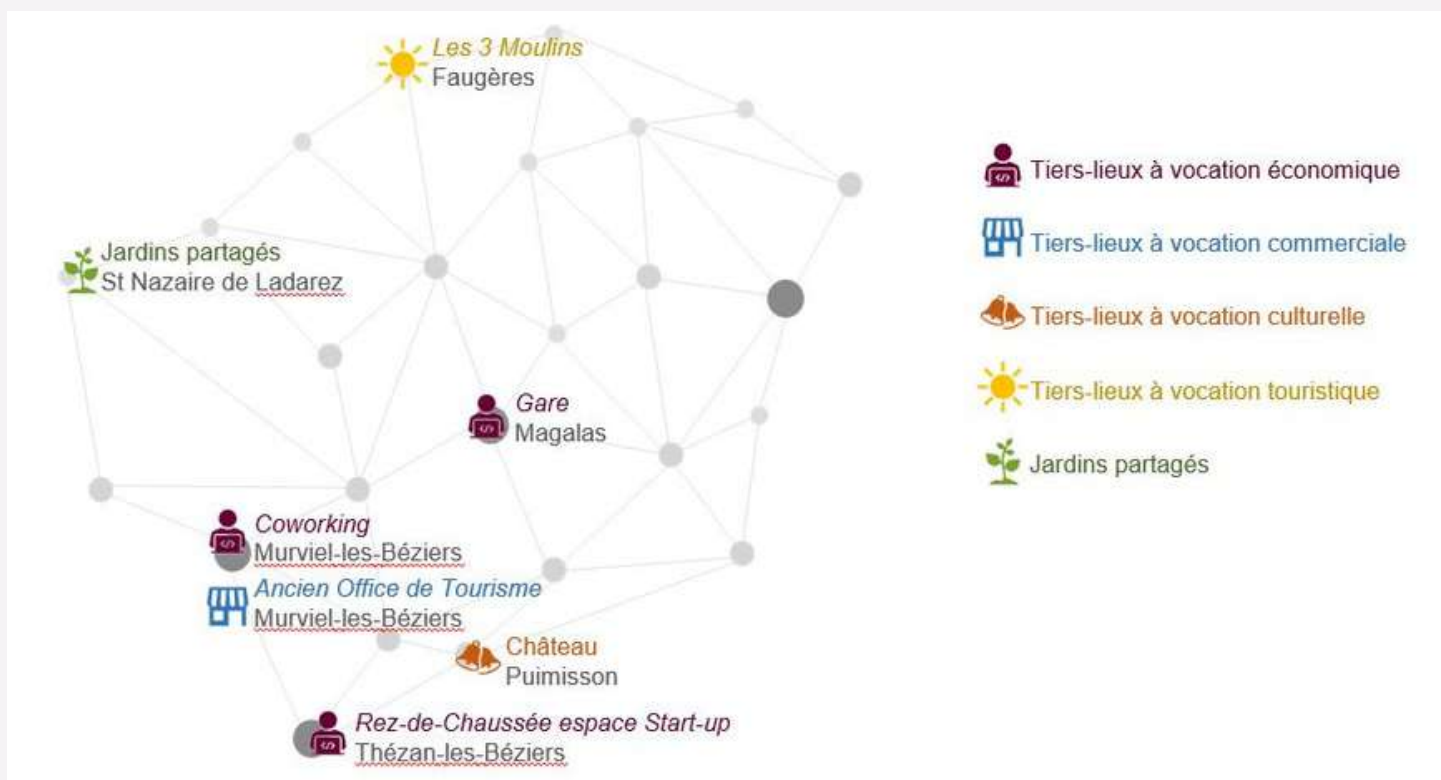 Les 3 Moulins
Faugères
Jardins partagés
St Nazaire de Ladarez
Gare
Magalas
Coworking
Murviel-les-Béziers
Ancien Office de Tourisme
Murviel-les-Béziers
Château
Puimisson
Rez-de-Chaussée espace Start-up
Thézan-les-Béziers
Tiers-lieux à vocation économique
Tiers-lieux à vocation commerciale
Tiers-lieux à vocation culturelle
Tiers-lieux à vocation touristique
Jardins partagés